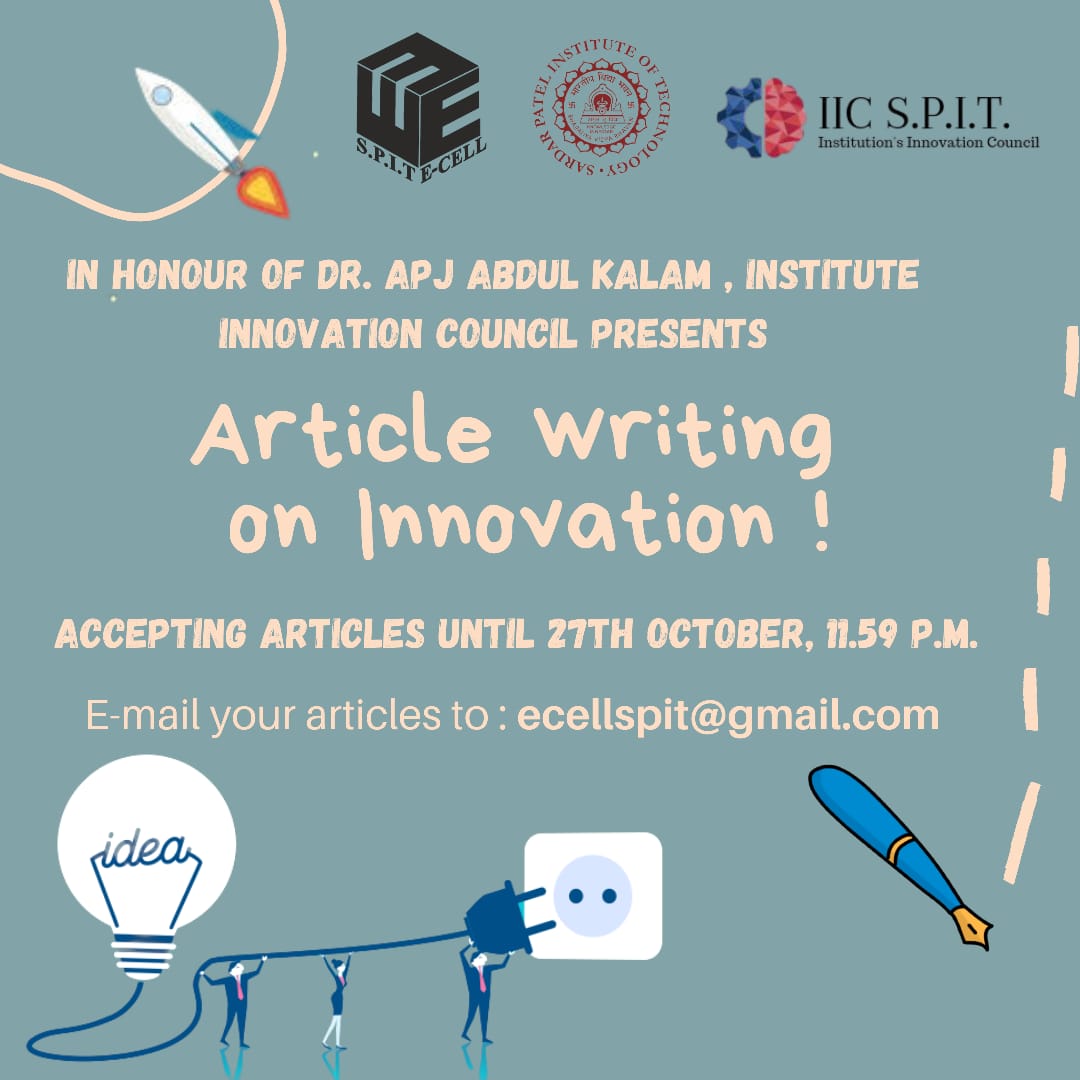 S.P.I.T E-CELL
SARDAR PATEL INSTITUTE OF TECHNOLOGY
IIC S.P.I.T.
Institution's Innovation Council
IN HONOUR OF DR. APJ ABDUL KALAM , INSTITUTE
INNOVATION COUNCIL PRESENTS
Article writing
on Innovation !
ACCEPTING ARTICLES UNTIL 27TH OCTOBER, 11.59 P.M.
E-mail your articles to : ecellspit@gmail.com
idea